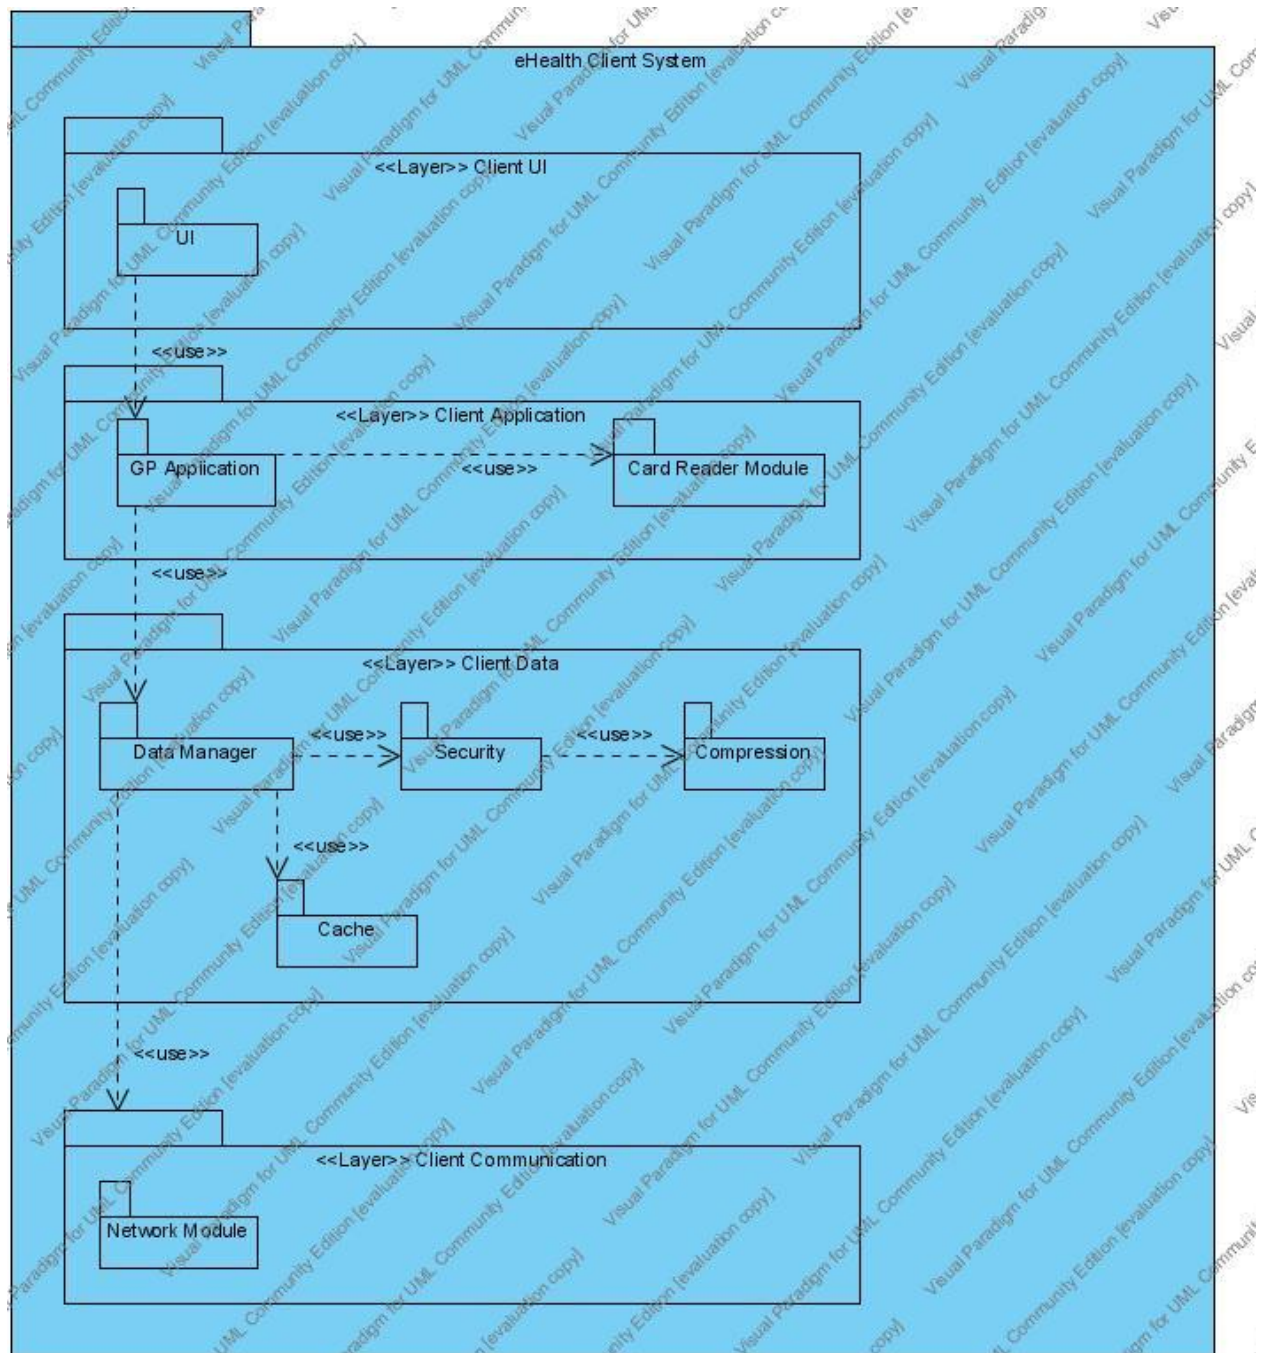 eHealth Client System
<<Layer>> Client UI
UI
<<use>>
<<Layer>> Client Application
GP Application
<<use>>
Card Reader Module
<<use>>
<<Layer>> Client Data
Data Manager
<<use>>
Security
<<use>>
Compression
<<use>>
Cache
<<use>>
<<Layer>> Client Communication
Network Module
Visual Paradigm for UML Community Edition [evaluation copy]